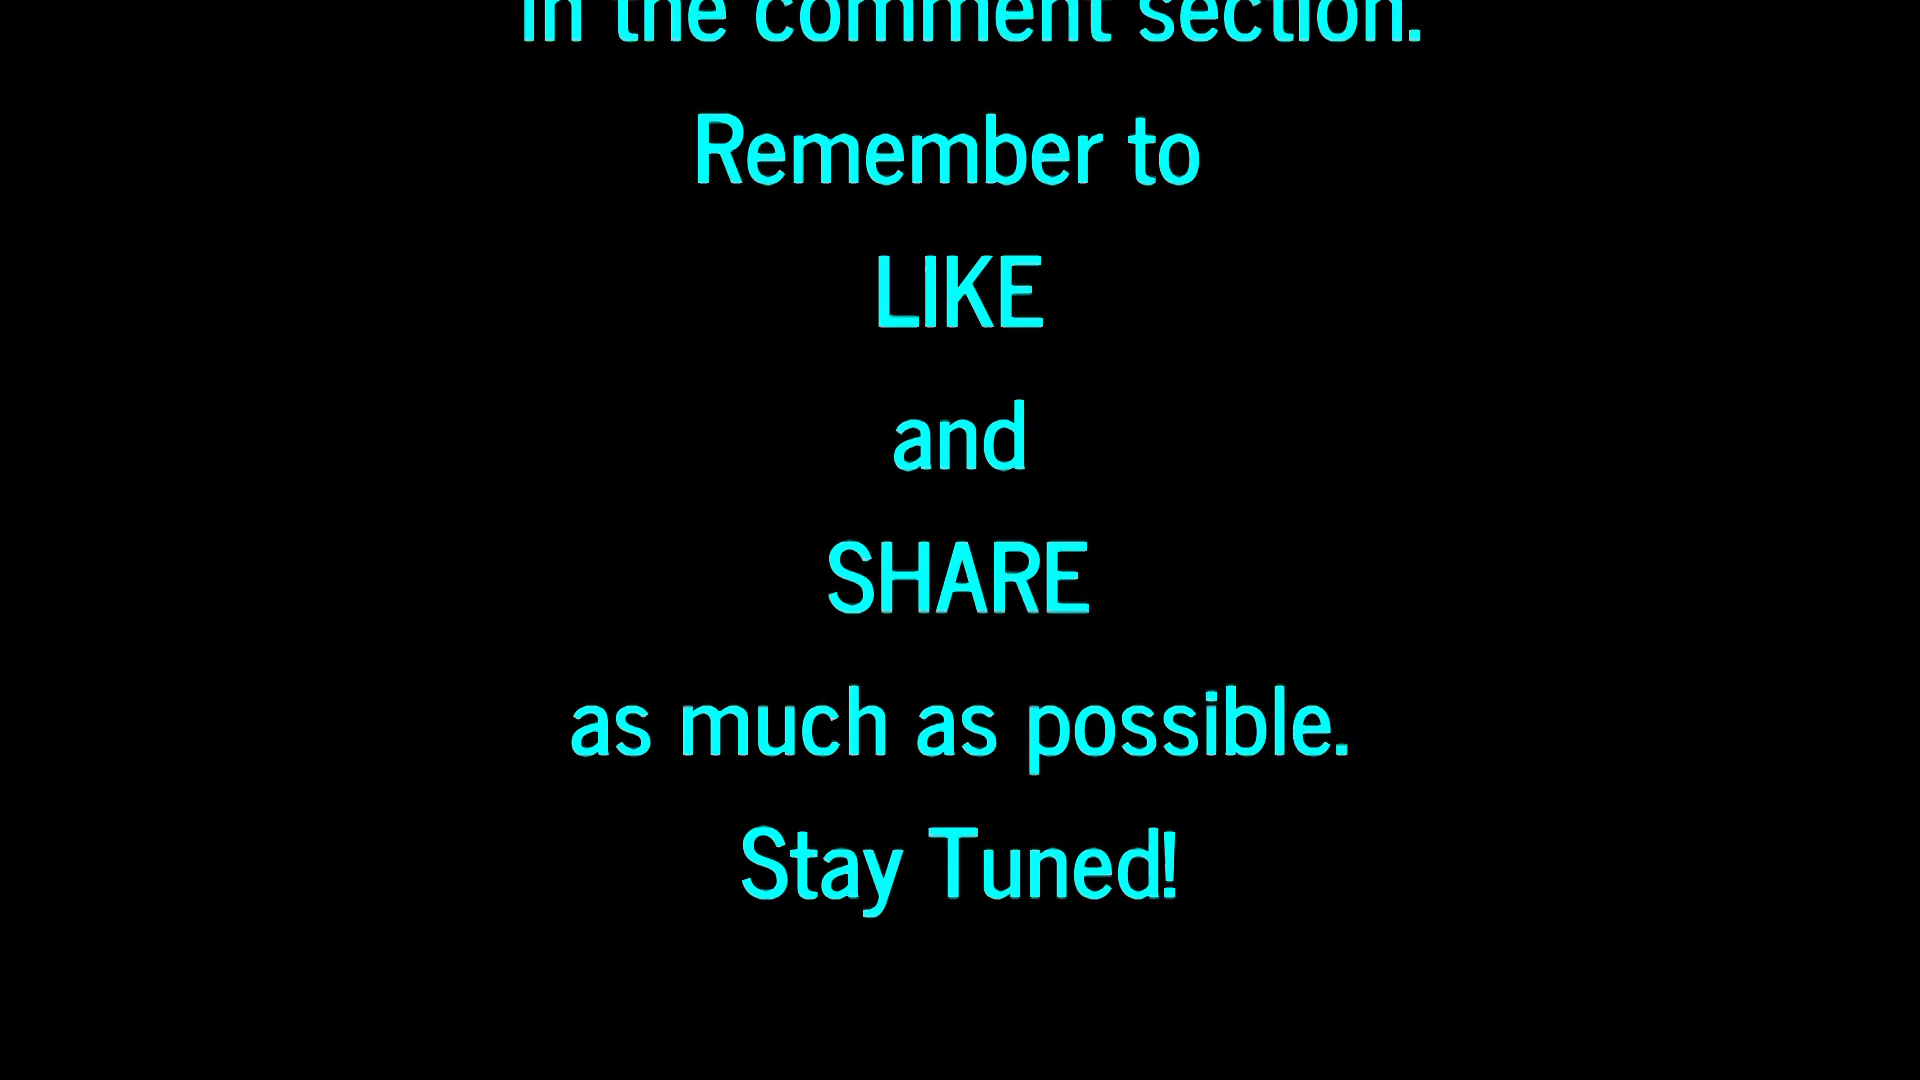 in the comment section.
Remember to
LIKE
and
SHARE
as much as possible.
Stay Tuned!